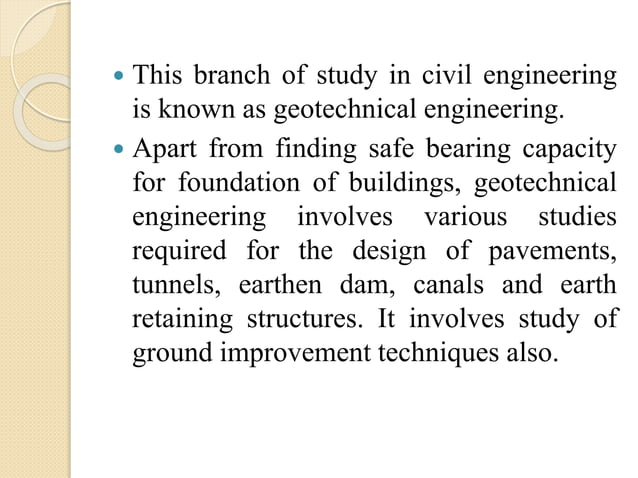 • This branch of study in civil engineering
is known as geotechnical engineering.
• Apart from finding safe bearing capacity
for foundation of buildings, geotechnical
engineering involves various studies
required for the design of pavements,
tunnels, earthen dam, canals and earth
retaining structures. It involves study of
ground improvement techniques also.